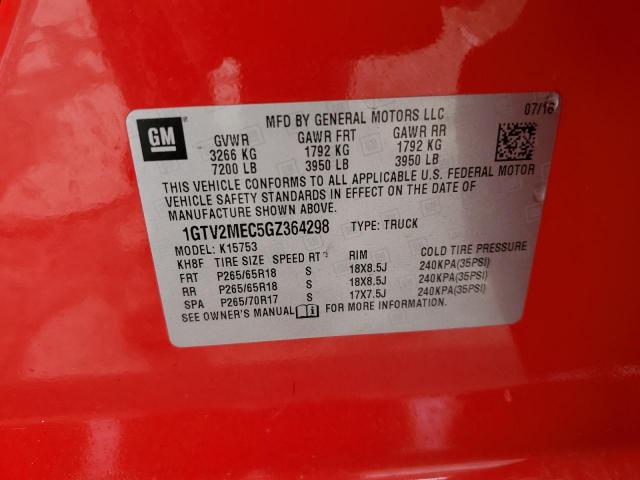 GM
MFD BY GENERAL MOTORS LLC 07/16
GVWR GAWR FRT GAWR RR
3266 KG 1792 KG 1792 KG
7200 LB 3950 LB 3950 LB
THIS VEHICLE CONFORMS TO ALL APPLICABLE U.S. FEDERAL MOTOR
VEHICLE SAFETY STANDARDS IN EFFECT ON THE DATE OF
MANUFACTURE SHOWN ABOVE.
1GTV2MEC5GZ364298 TYPE: TRUCK
MODEL: K15753
KH8F TIRE SIZE SPEED RTG RIM COLD TIRE PRESSURE
FRT P265/65R18 S 18X8.5J 240KPA(35PSI)
RR P265/65R18 S 18X8.5J 240KPA(35PSI)
SPA P265/70R17 S 17X7.5J 240KPA(35PSI)
SEE OWNER'S MANUAL FOR MORE INFORMATION.